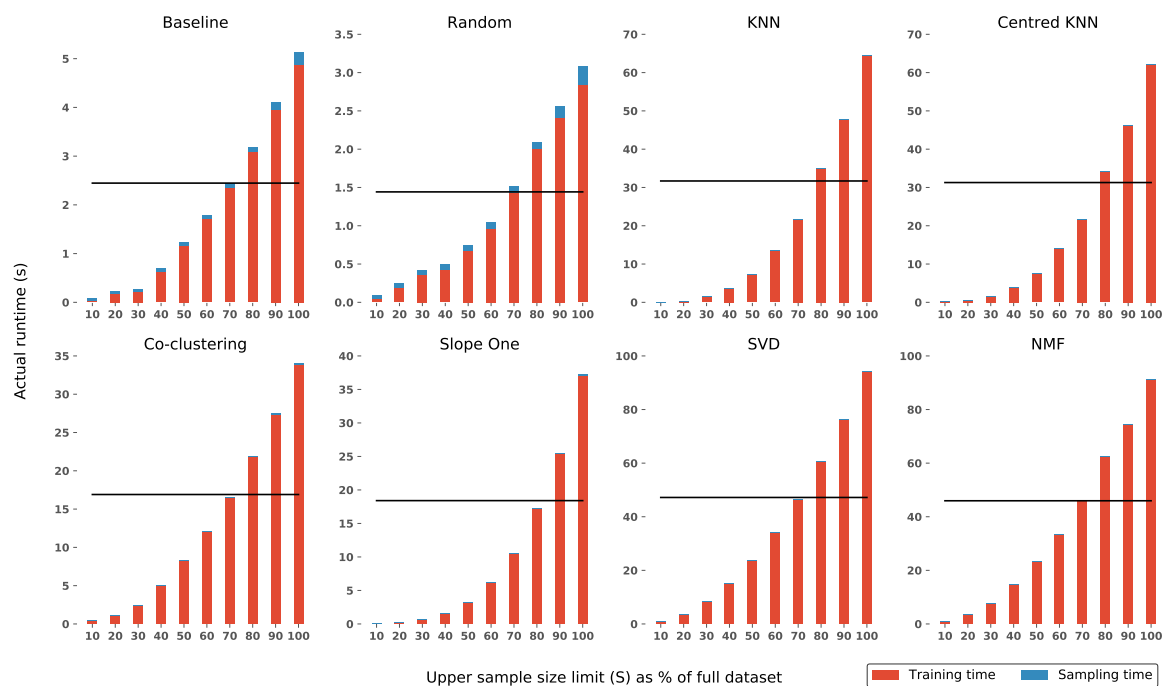 Baseline
Random
KNN
Centred KNN
5
4
3
2
1
0
10 20 30 40 50 60 70 80 90 100
3.5
3.0
2.5
2.0
1.5
1.0
0.5
0.0
10 20 30 40 50 60 70 80 90 100
70
60
50
40
30
20
10
0
10 20 30 40 50 60 70 80 90 100
70
60
50
40
30
20
10
0
10 20 30 40 50 60 70 80 90 100
Actual runtime (s)
Co-clustering
Slope One
SVD
NMF
35
30
25
20
15
10
5
0
10 20 30 40 50 60 70 80 90 100
40
35
30
25
20
15
10
5
0
10 20 30 40 50 60 70 80 90 100
100
80
60
40
20
0
10 20 30 40 50 60 70 80 90 100
100
80
60
40
20
0
10 20 30 40 50 60 70 80 90 100
Upper sample size limit (S) as % of full dataset
Training time
Sampling time